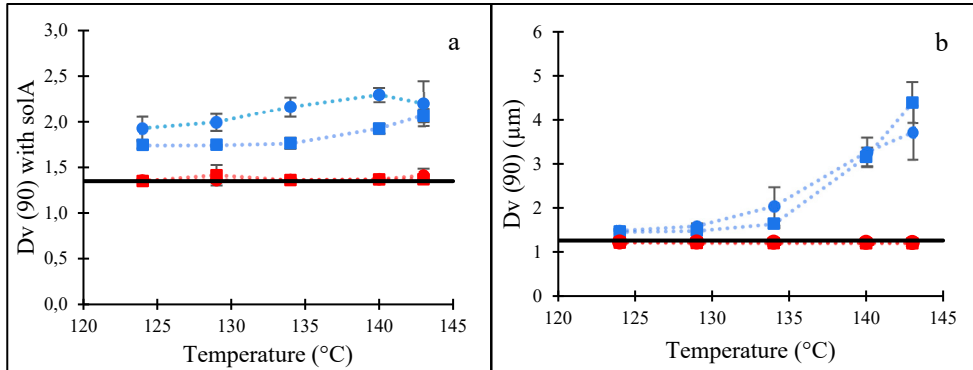 a
Dv (90) with solA
3,0
2,5
2,0
1,5
1,0
0,5
0,0
120 125 130 135 140 145
Temperature (°C)
b
Dv (90) (µm)
6
5
4
3
2
1
0
120 125 130 135 140 145
Temperature (°C)